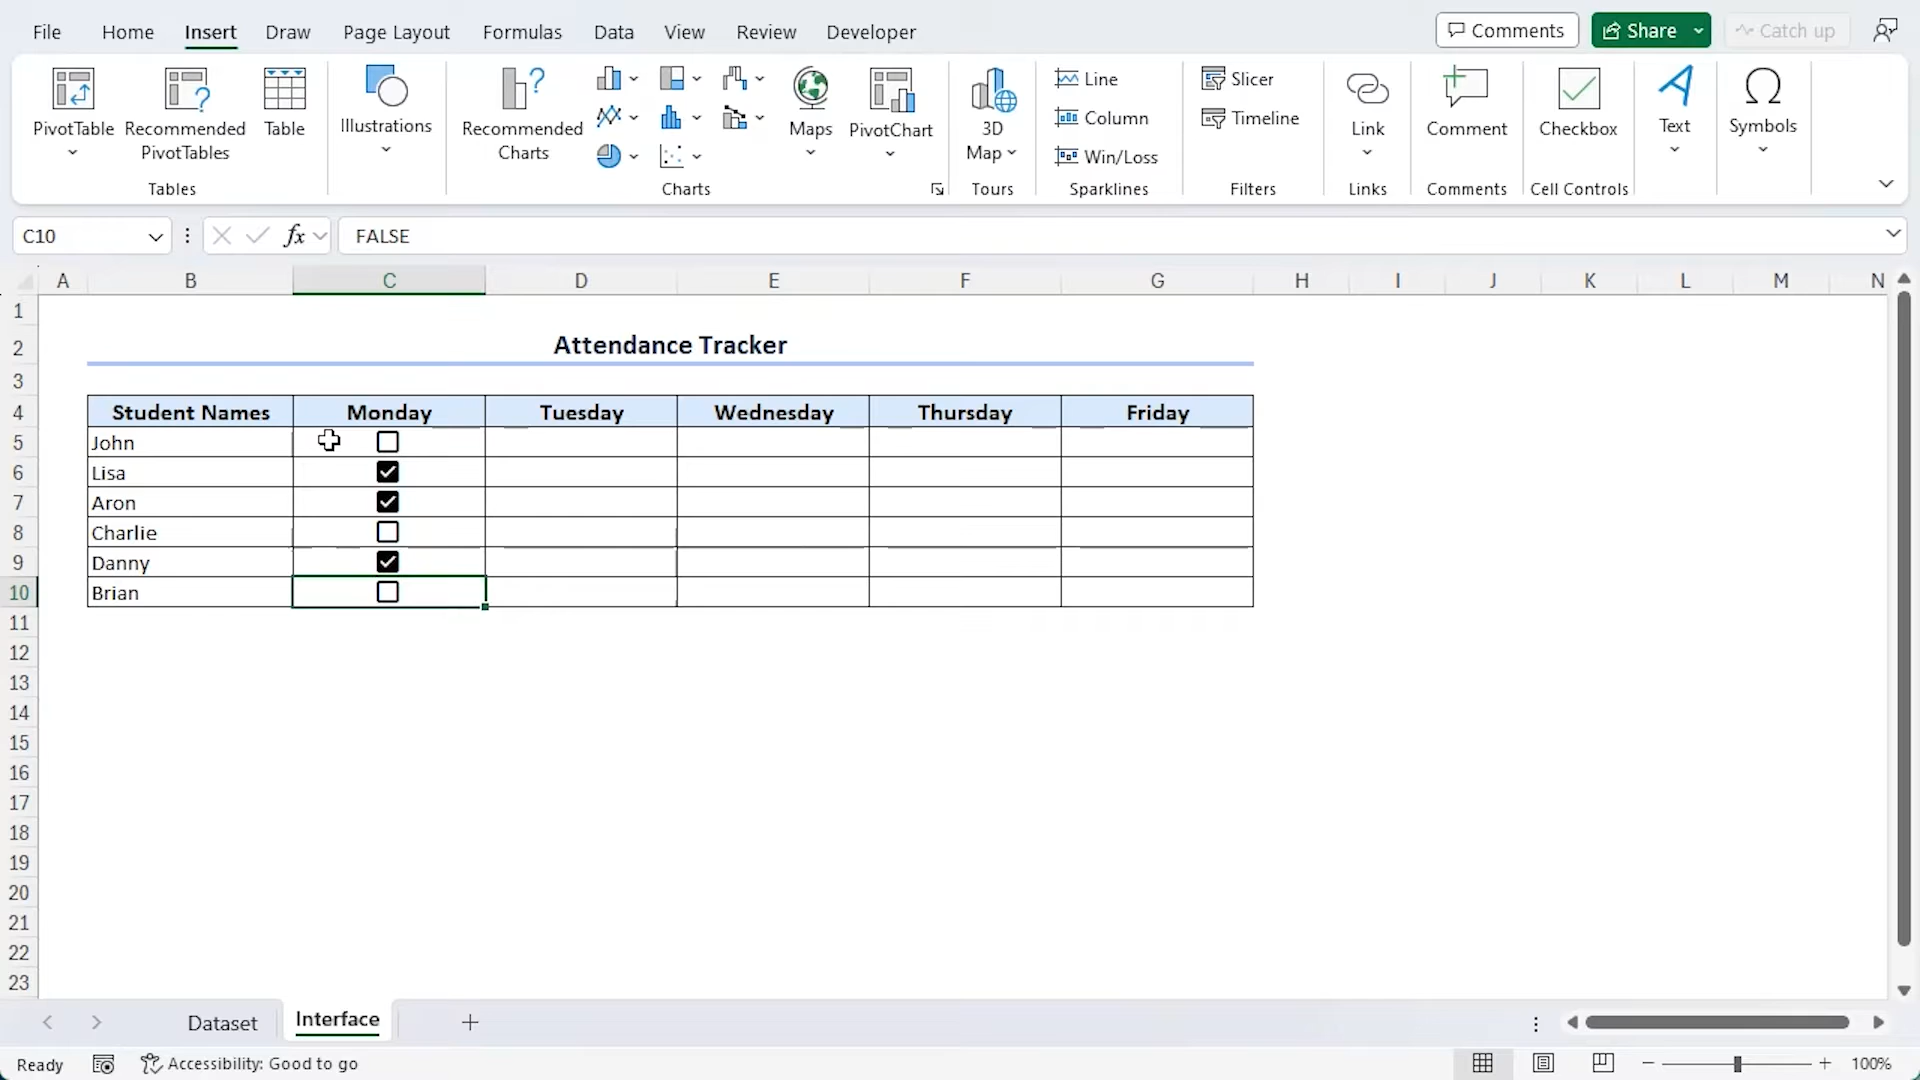 File Home Insert Draw Page Layout Formulas Data View Review Developer Comments Share Catch up
PivotTable Recommended PivotTables Table
Tables
Illustrations
Recommended Charts Maps PivotChart
Charts
3D Map
Tours
Line
Column
Win/Loss
Sparklines
Slicer
Timeline
Filters
Link
Links
Comment
Comments
Checkbox
Cell Controls
Text
Symbols
C10 fx FALSE
A B C D E F G H I J K L M N
1
2 Attendance Tracker
3
4 Student Names Monday Tuesday Wednesday Thursday Friday
5 John
6 Lisa
7 Aron
8 Charlie
9 Danny
10 Brian
11
12
13
14
15
16
17
18
19
20
21
22
23
Dataset Interface
Ready Accessibility: Good to go 100%